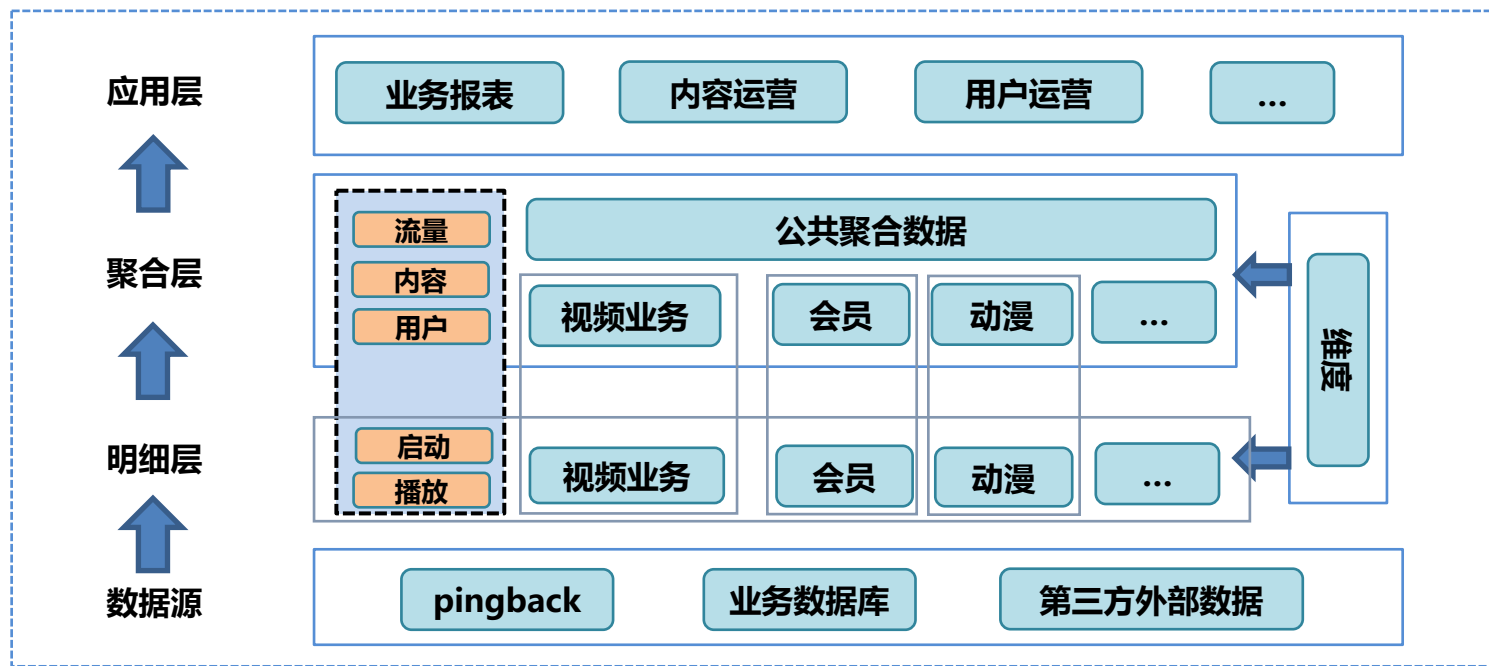 应用层
业务报表
内容运营
用户运营
...
聚合层
流量
内容
用户
公共聚合数据
视频业务
会员
动漫
...
维度
明细层
启动
播放
视频业务
会员
动漫
...
数据源
pingback
业务数据库
第三方外部数据